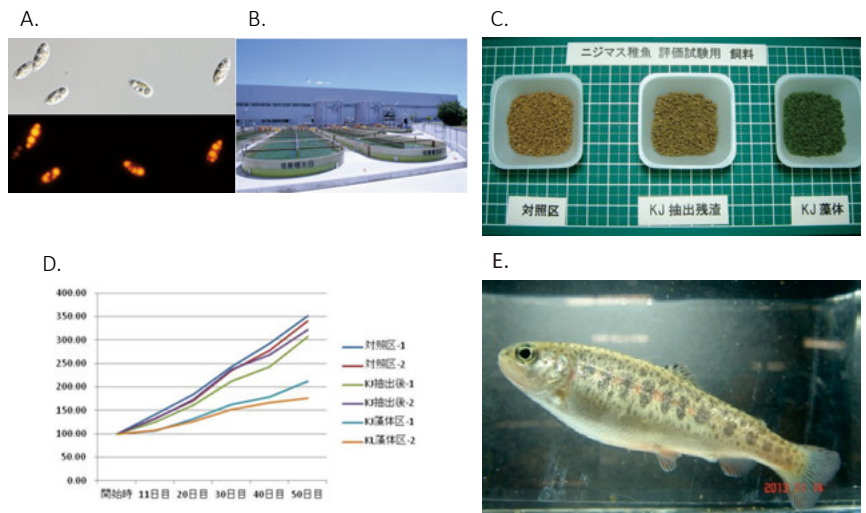 A.
B.
C.
ニジマス稚魚 評価試験用 飼料
対照区
KJ 抽出残渣
KJ 藻体
D.
400.00
350.00
300.00
250.00
200.00
150.00
100.00
50.00
0.00
開始時 11日目 20日目 30日目 40日目 50日目
対照区-1
対照区-2
KJ抽出後-1
KJ抽出後-2
KJ藻体区-1
KL藻体区-2
E.